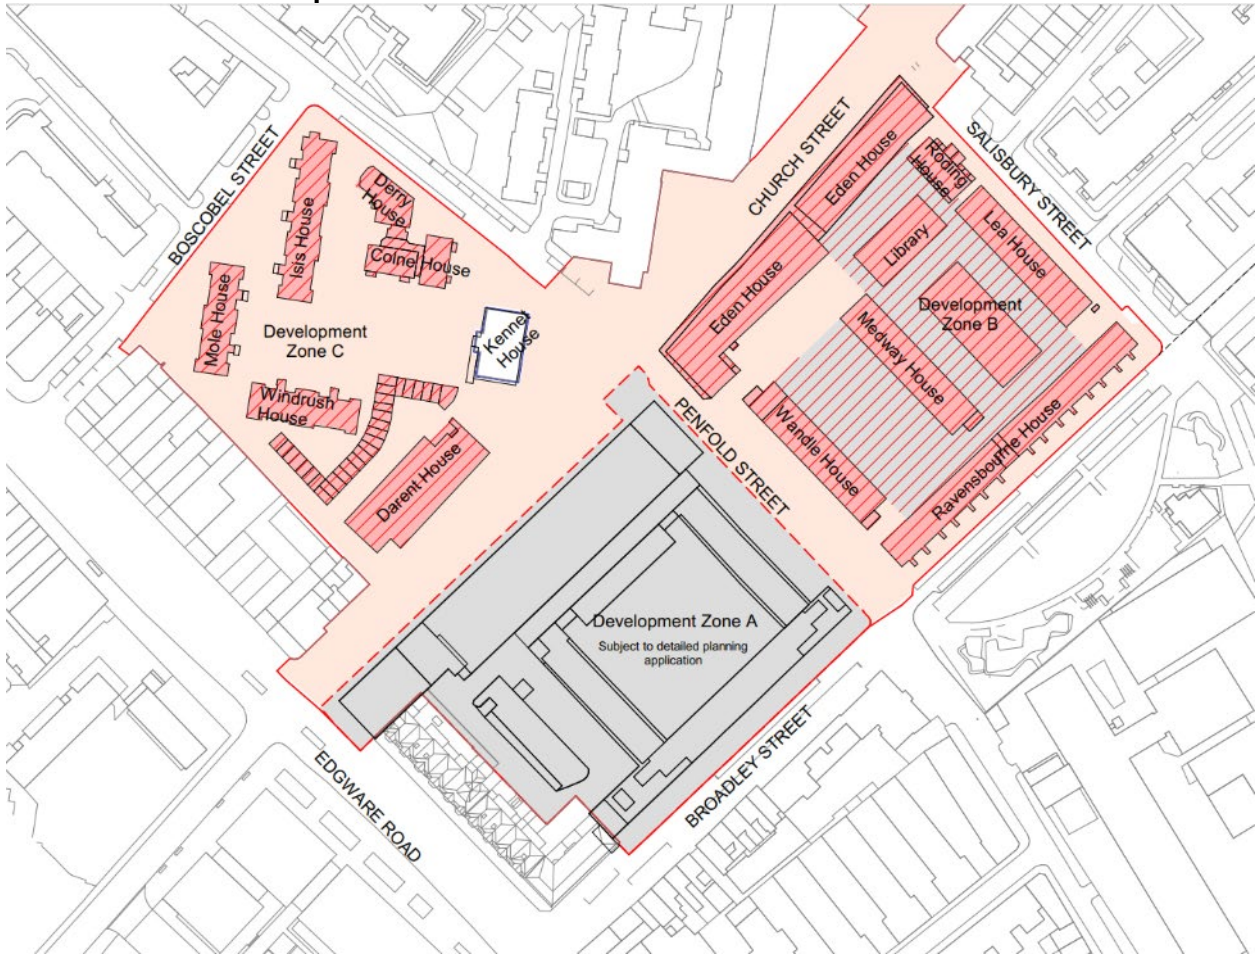 BOSCOBEL STREET
CHURCH STREET
SALISBURY STREET
Eden House
Roding
House
Derry
House
Isis House
Colne House
Library
Lea House
Eden House
Mole House
Development
Zone C
Kennet
House
Development
Zone B
Medway House
Windrush
House
PENFOLD STREET
Wandle House
Ravensbourne House
Darent House
Development Zone A
Subject to detailed planning
application
EDGWARE ROAD
BROADLEY STREET